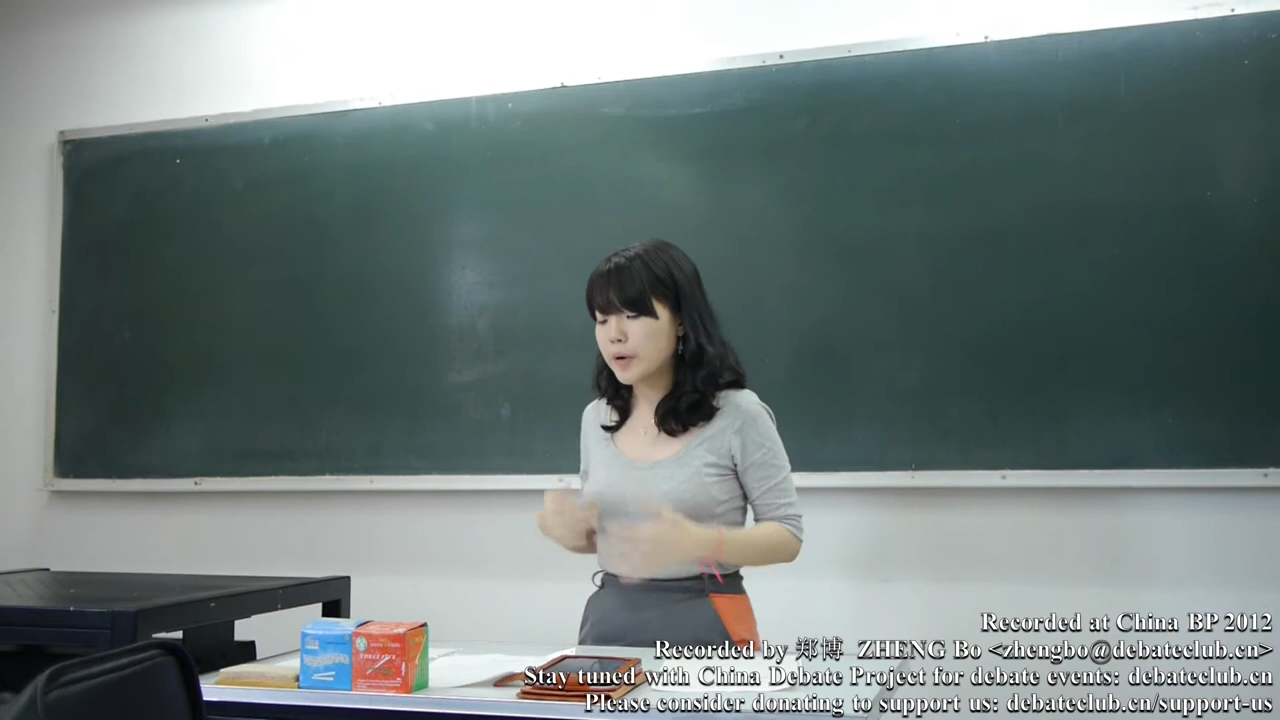 Recorded at China BP 2012
Recorded by 郑博 ZHENG Bo <zhengbo@debateclub.cn>
Stay tuned with China Debate Project for debate events: debateclub.cn
Please consider donating to support us: debateclub.cn/support-us